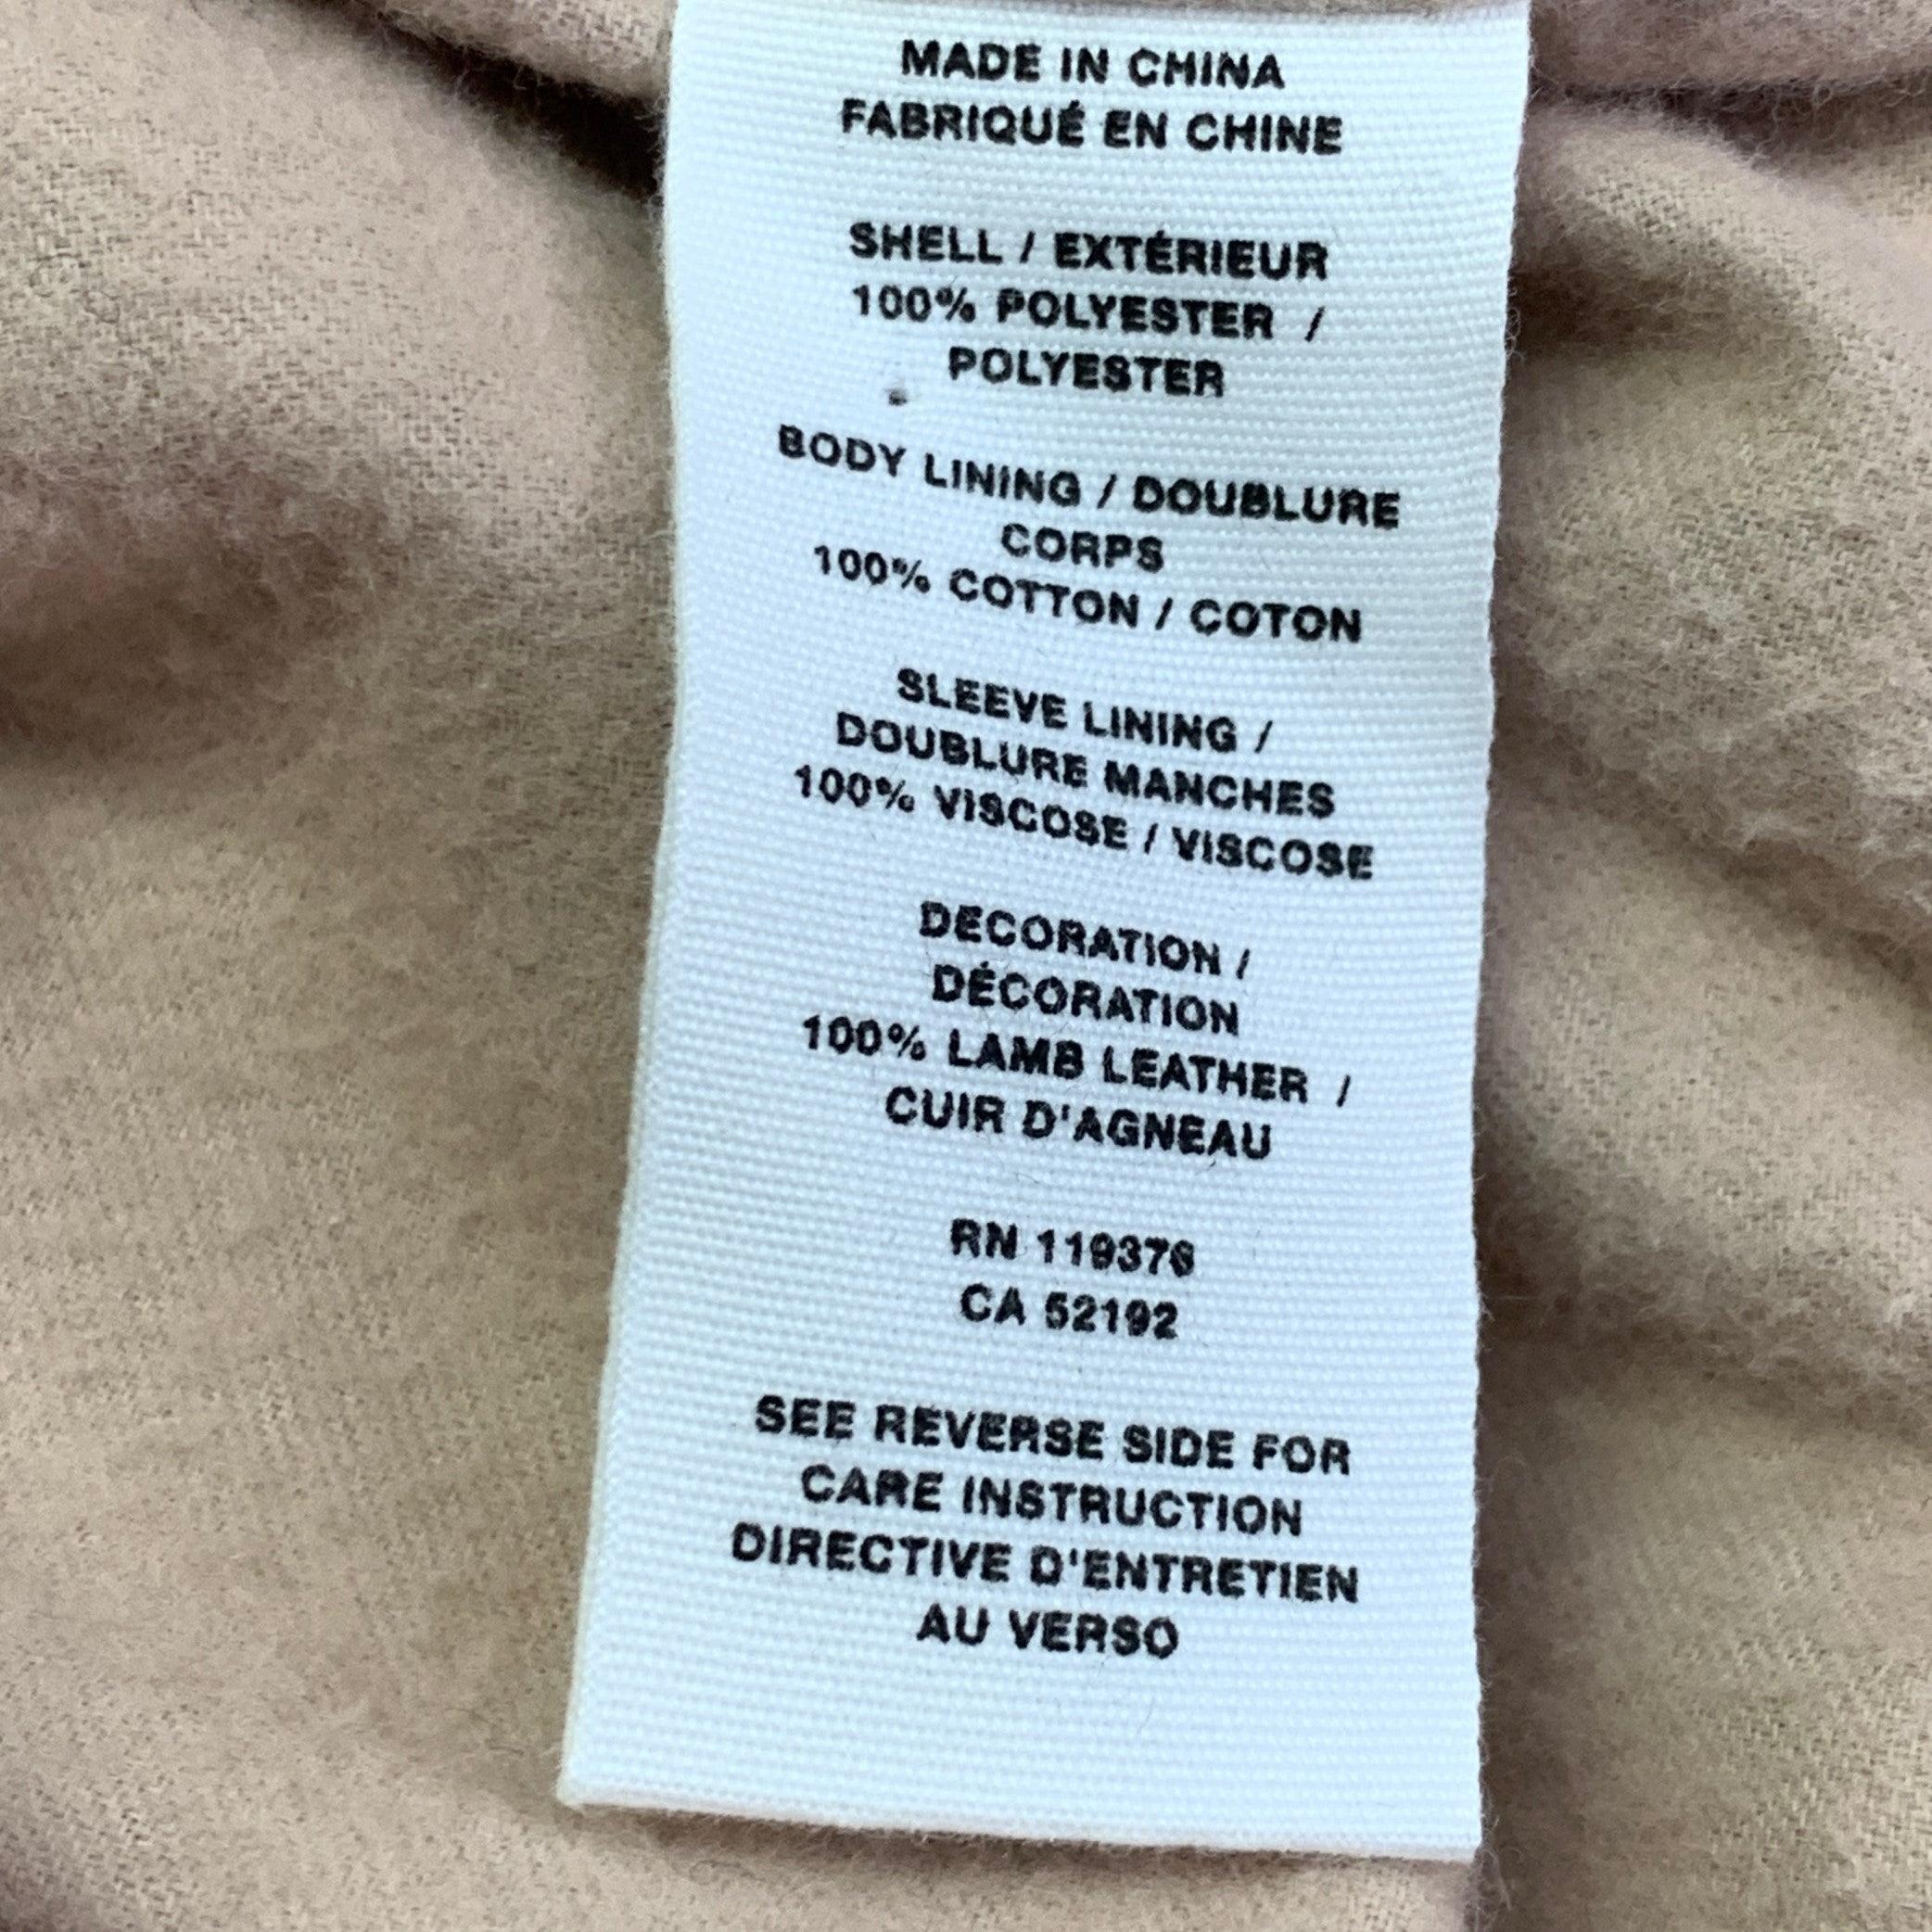 MADE IN CHINA
FABRIQUÉ EN CHINE
SHELL / EXTÉRIEUR
100% POLYESTER /
POLYESTER
BODY LINING / DOUBLURE
CORPS
100% COTTON / COTON
SLEEVE LINING /
DOUBLURE MANCHES
100% VISCOSE / VISCOSE
DECORATION /
DÉCORATION
100% LAMB LEATHER /
CUIR D'AGNEAU
RN 119376
CA 52192
SEE REVERSE SIDE FOR
CARE INSTRUCTION
DIRECTIVE D'ENTRETIEN
AU VERSO